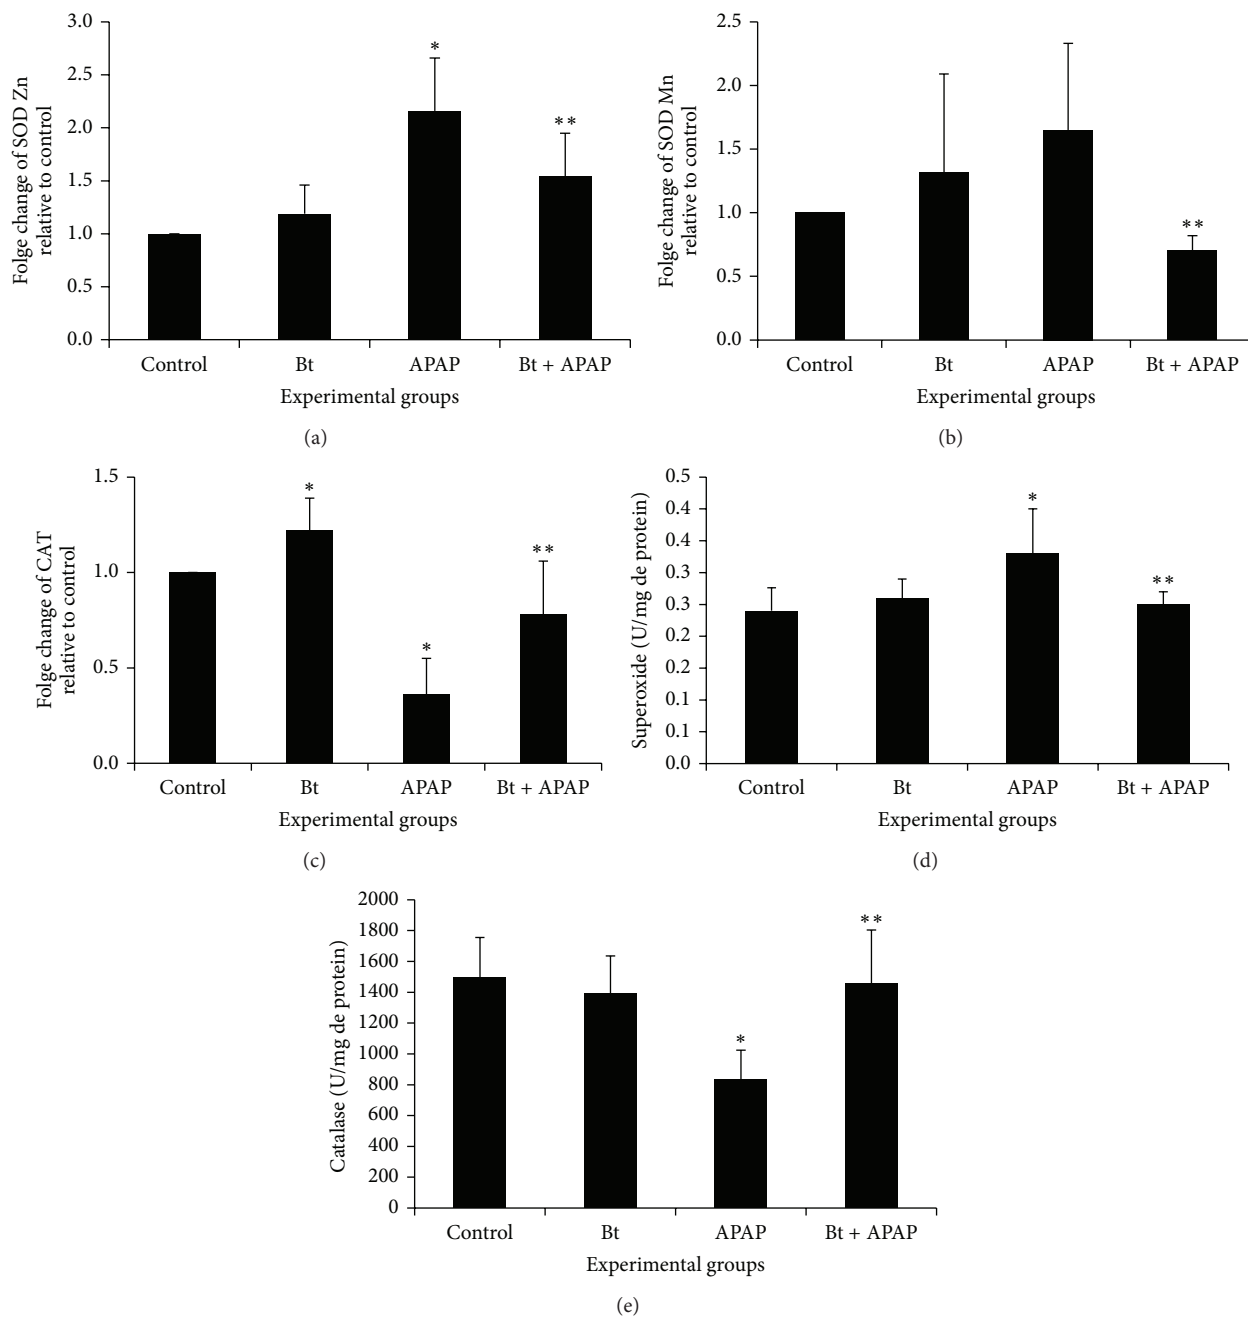 3.0
2.5
2.0
1.5
1.0
0.5
0.0
Folge change of SOD Zn
relative to control
*
**
Control Bt APAP Bt + APAP
Experimental groups
(a)
2.5
2.0
1.5
1.0
0.5
0.0
Folge change of SOD Mn
relative to control
**
Control Bt APAP Bt + APAP
Experimental groups
(b)
1.5
1.0
0.5
0.0
Folge change of CAT
relative to control
*
*
**
Control Bt APAP Bt + APAP
Experimental groups
(c)
0.5
0.4
0.4
0.3
0.3
0.2
0.2
0.1
0.1
0.0
Superoxide (U/mg de protein)
*
**
Control Bt APAP Bt + APAP
Experimental groups
(d)
2000
1800
1600
1400
1200
1000
800
600
400
200
0
Catalase (U/mg de protein)
*
**
Control Bt APAP Bt + APAP
Experimental groups
(e)